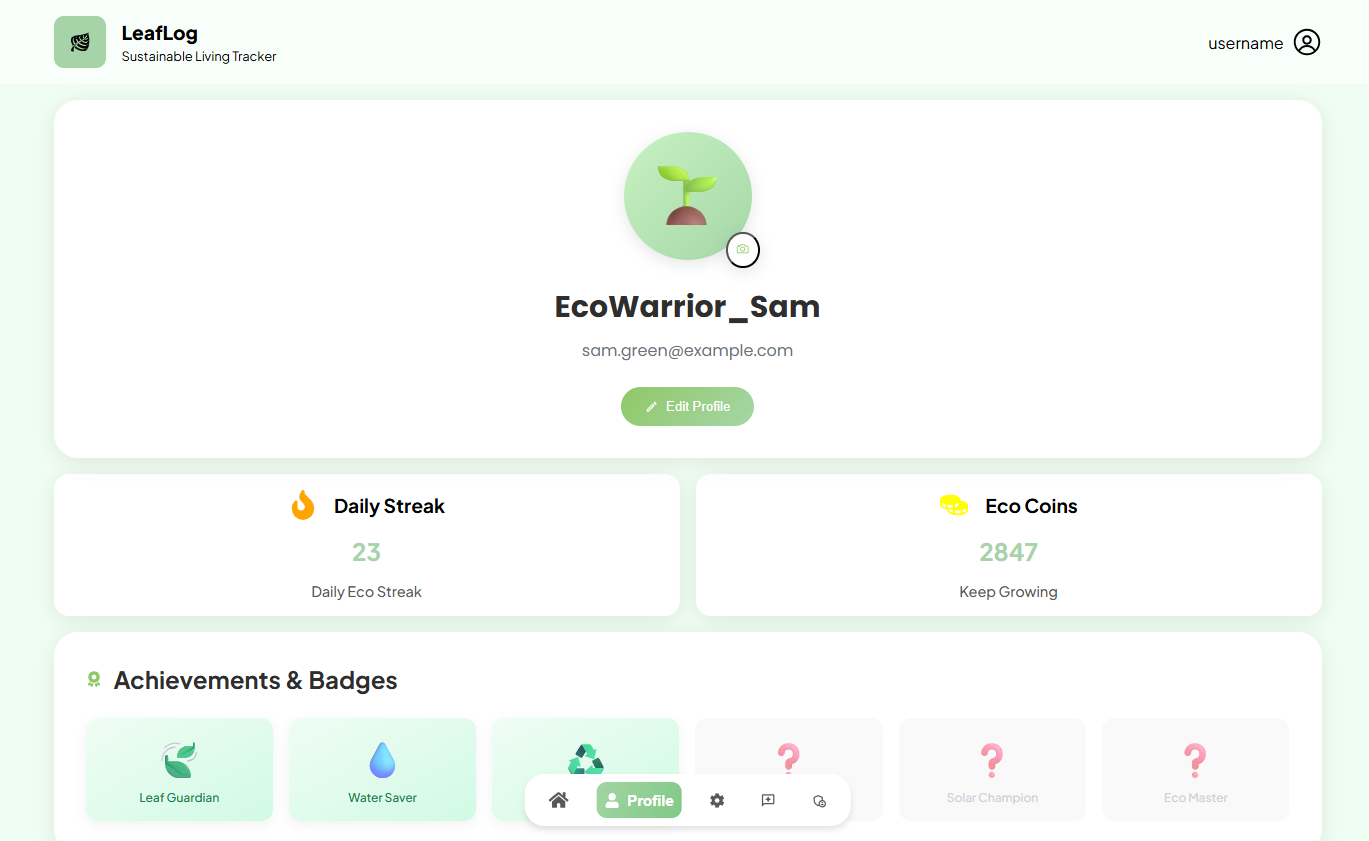 LeafLog
Sustainable Living Tracker
username
EcoWarrior_Sam
sam.green@example.com
Edit Profile
Daily Streak
23
Daily Eco Streak
Eco Coins
2847
Keep Growing
Achievements & Badges
Leaf Guardian
Water Saver
Solar Champion
Eco Master
Profile